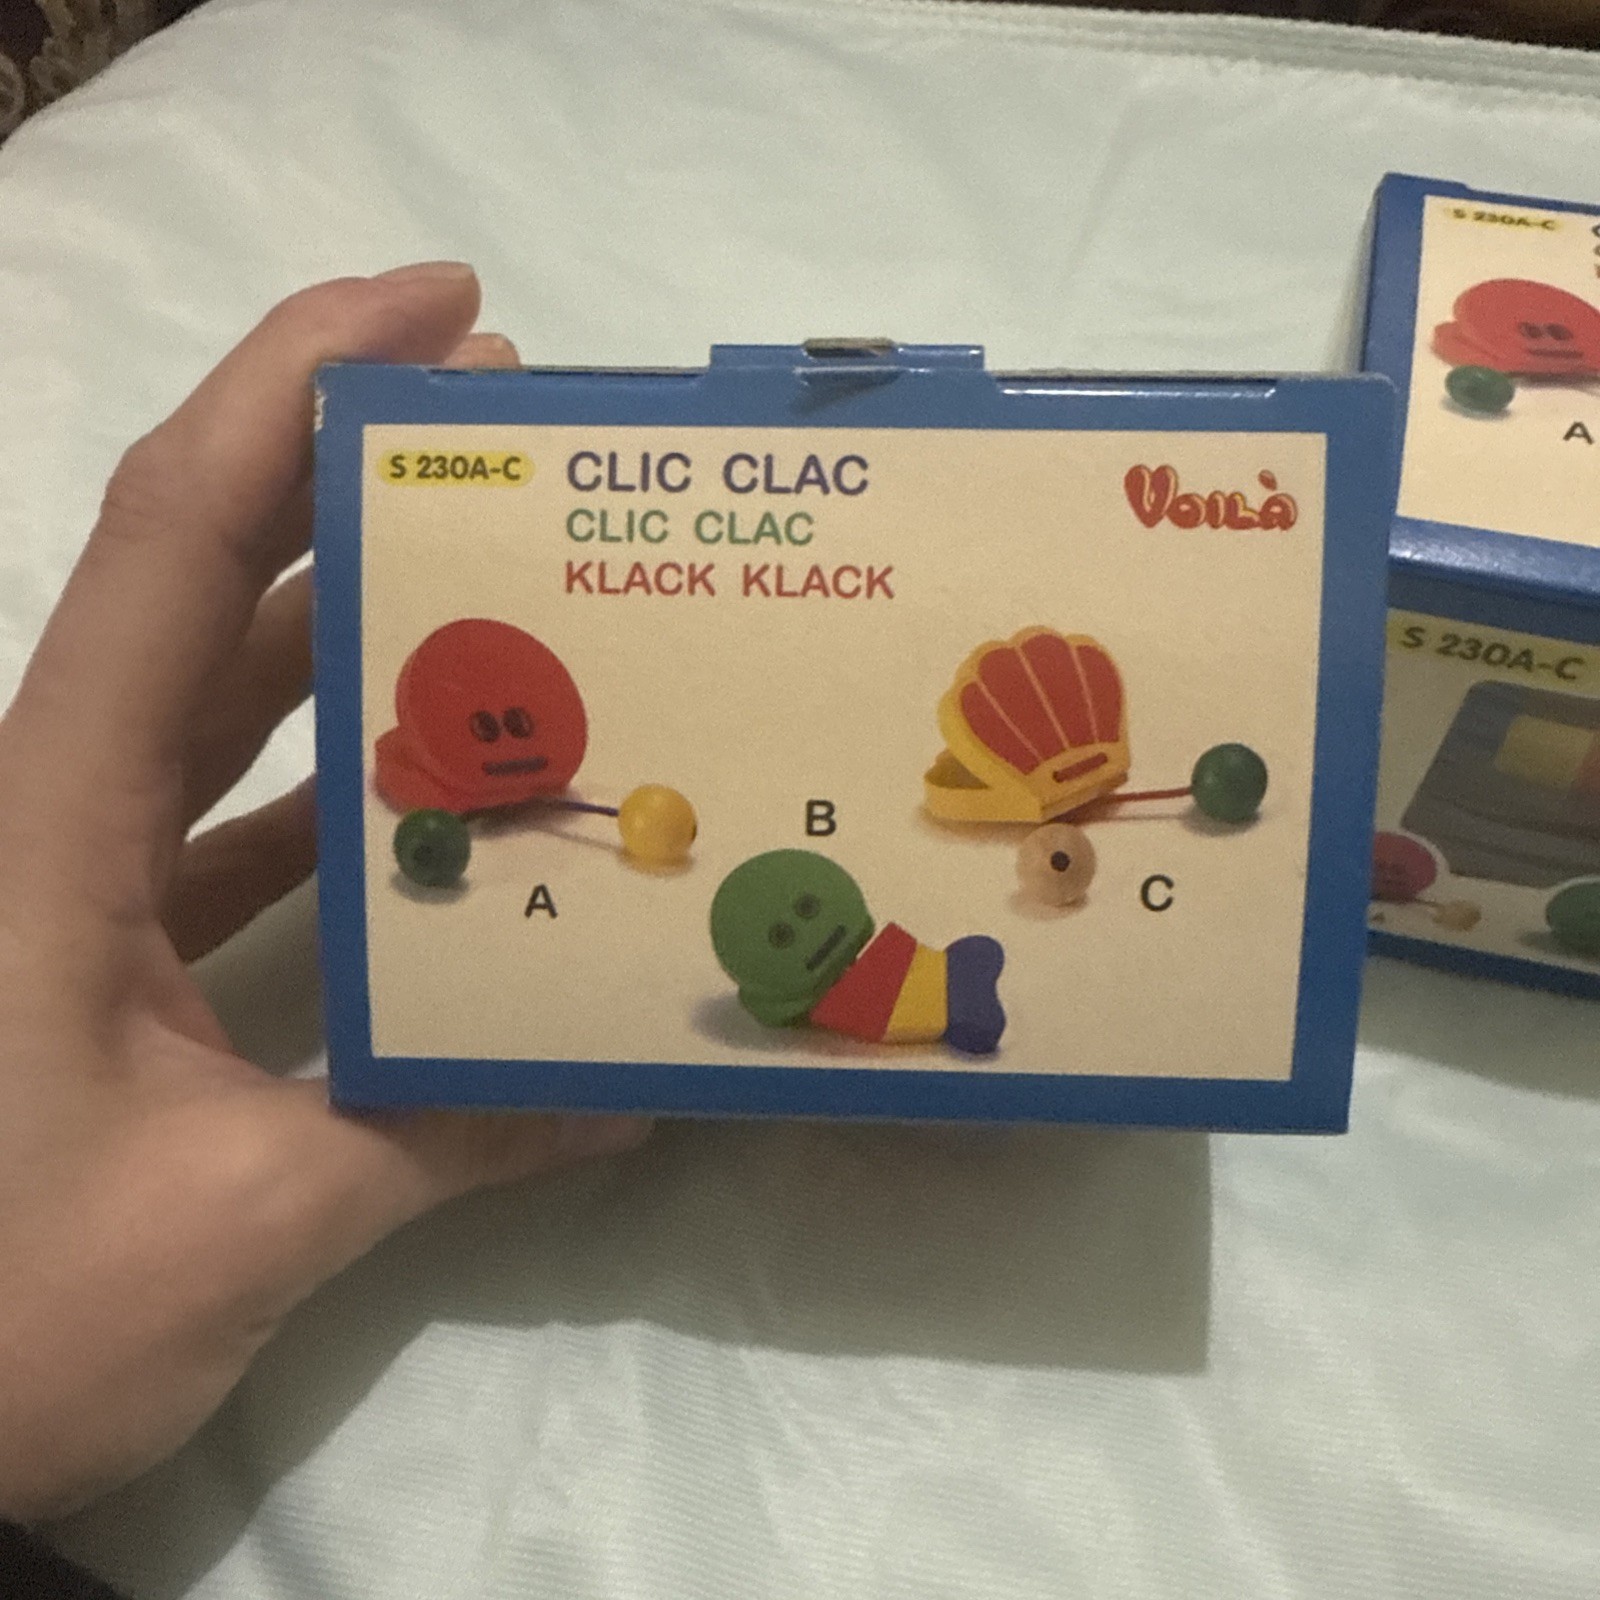 S 230A-C
CLIC CLAC
CLIC CLAC
KLACK KLACK
VOILÀ
A
B
C
S 230A-C
A
S 230A-C